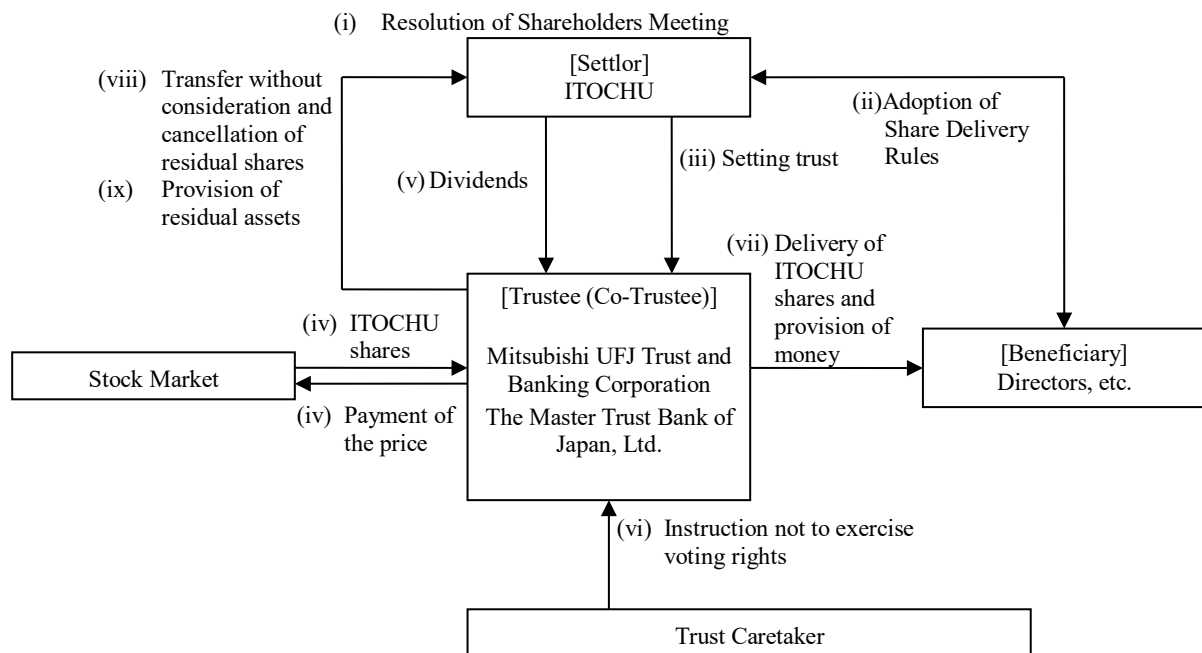 (i) Resolution of Shareholders Meeting
[Settlor]
ITOCHU
(viii) Transfer without
consideration and
cancellation of
residual shares
(ix) Provision of
residual assets
(ii)Adoption of
Share Delivery
Rules
(iii) Setting trust
(v) Dividends
(vii) Delivery of
ITOCHU
shares and
provision of
money
[Trustee (Co-Trustee)]
Mitsubishi UFJ Trust and
Banking Corporation
The Master Trust Bank of
Japan, Ltd.
(iv) ITOCHU
shares
Stock Market
(iv) Payment of
the price
[Beneficiary]
Directors, etc.
(vi) Instruction not to exercise
voting rights
Trust Caretaker